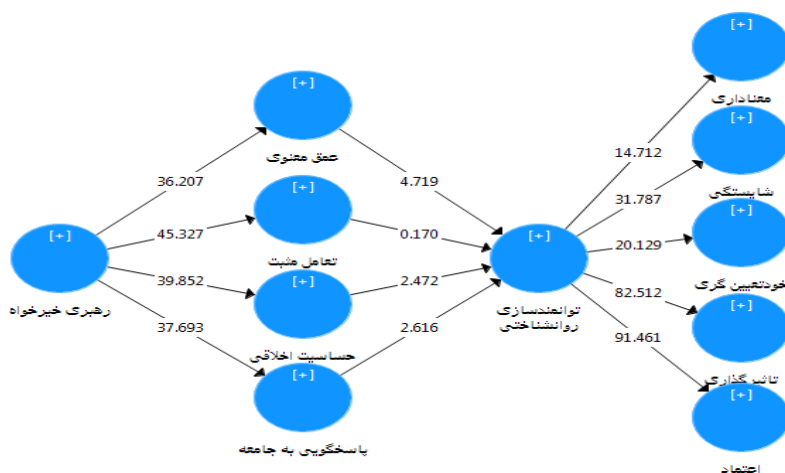 [+]
معناداری
[+]
عمق معنوی
[+]
شایستگی
36.207
4.719
14.712
31.787
[+]
تعامل مثبت
[+]
خودتعیین گری
45.327
0.170
20.129
[+]
رهبری خیرخواه
[+]
توانمندسازی
روانشناختی
39.852
2.472
82.512
[+]
حساسیت اخلاقی
[+]
تاثیرگذاری
37.693
2.616
91.461
[+]
پاسخگویی به جامعه
[+]
اعتماد